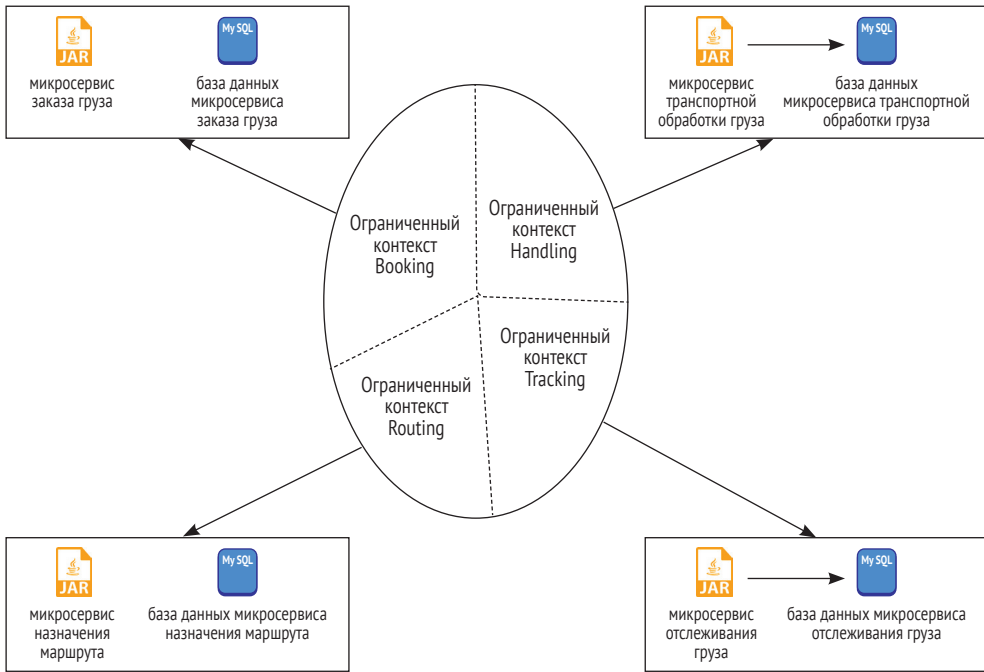 JAR
My SQL
микросервис
заказа груза
база данных
микросервиса
заказа груза
JAR
My SQL
микросервис
транспортной
обработки груза
база данных
микросервиса транспортной
обработки груза
Ограниченный
контекст
Booking
Ограниченный
контекст
Handling
Ограниченный
контекст
Routing
Ограниченный
контекст
Tracking
JAR
My SQL
микросервис
назначения
маршрута
база данных микросервиса
назначения маршрута
JAR
My SQL
микросервис
отслеживания
груза
база данных микросервиса
отслеживания груза